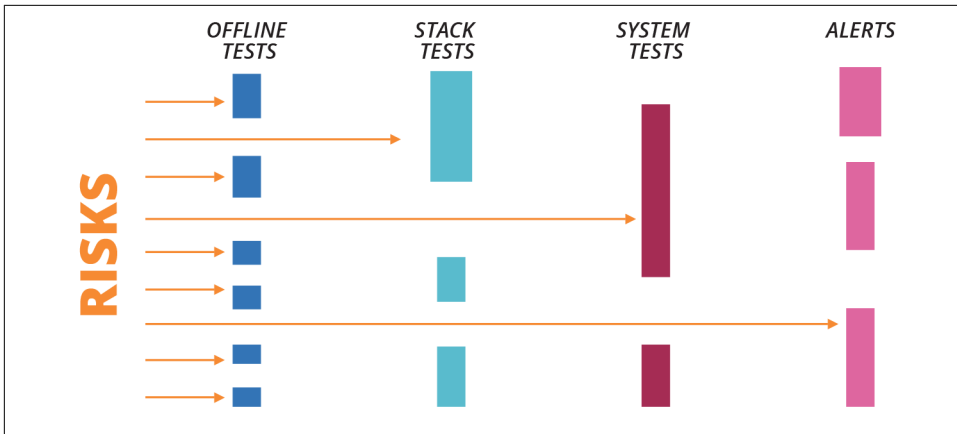 OFFLINE
TESTS
STACK
TESTS
SYSTEM
TESTS
ALERTS
RISKS